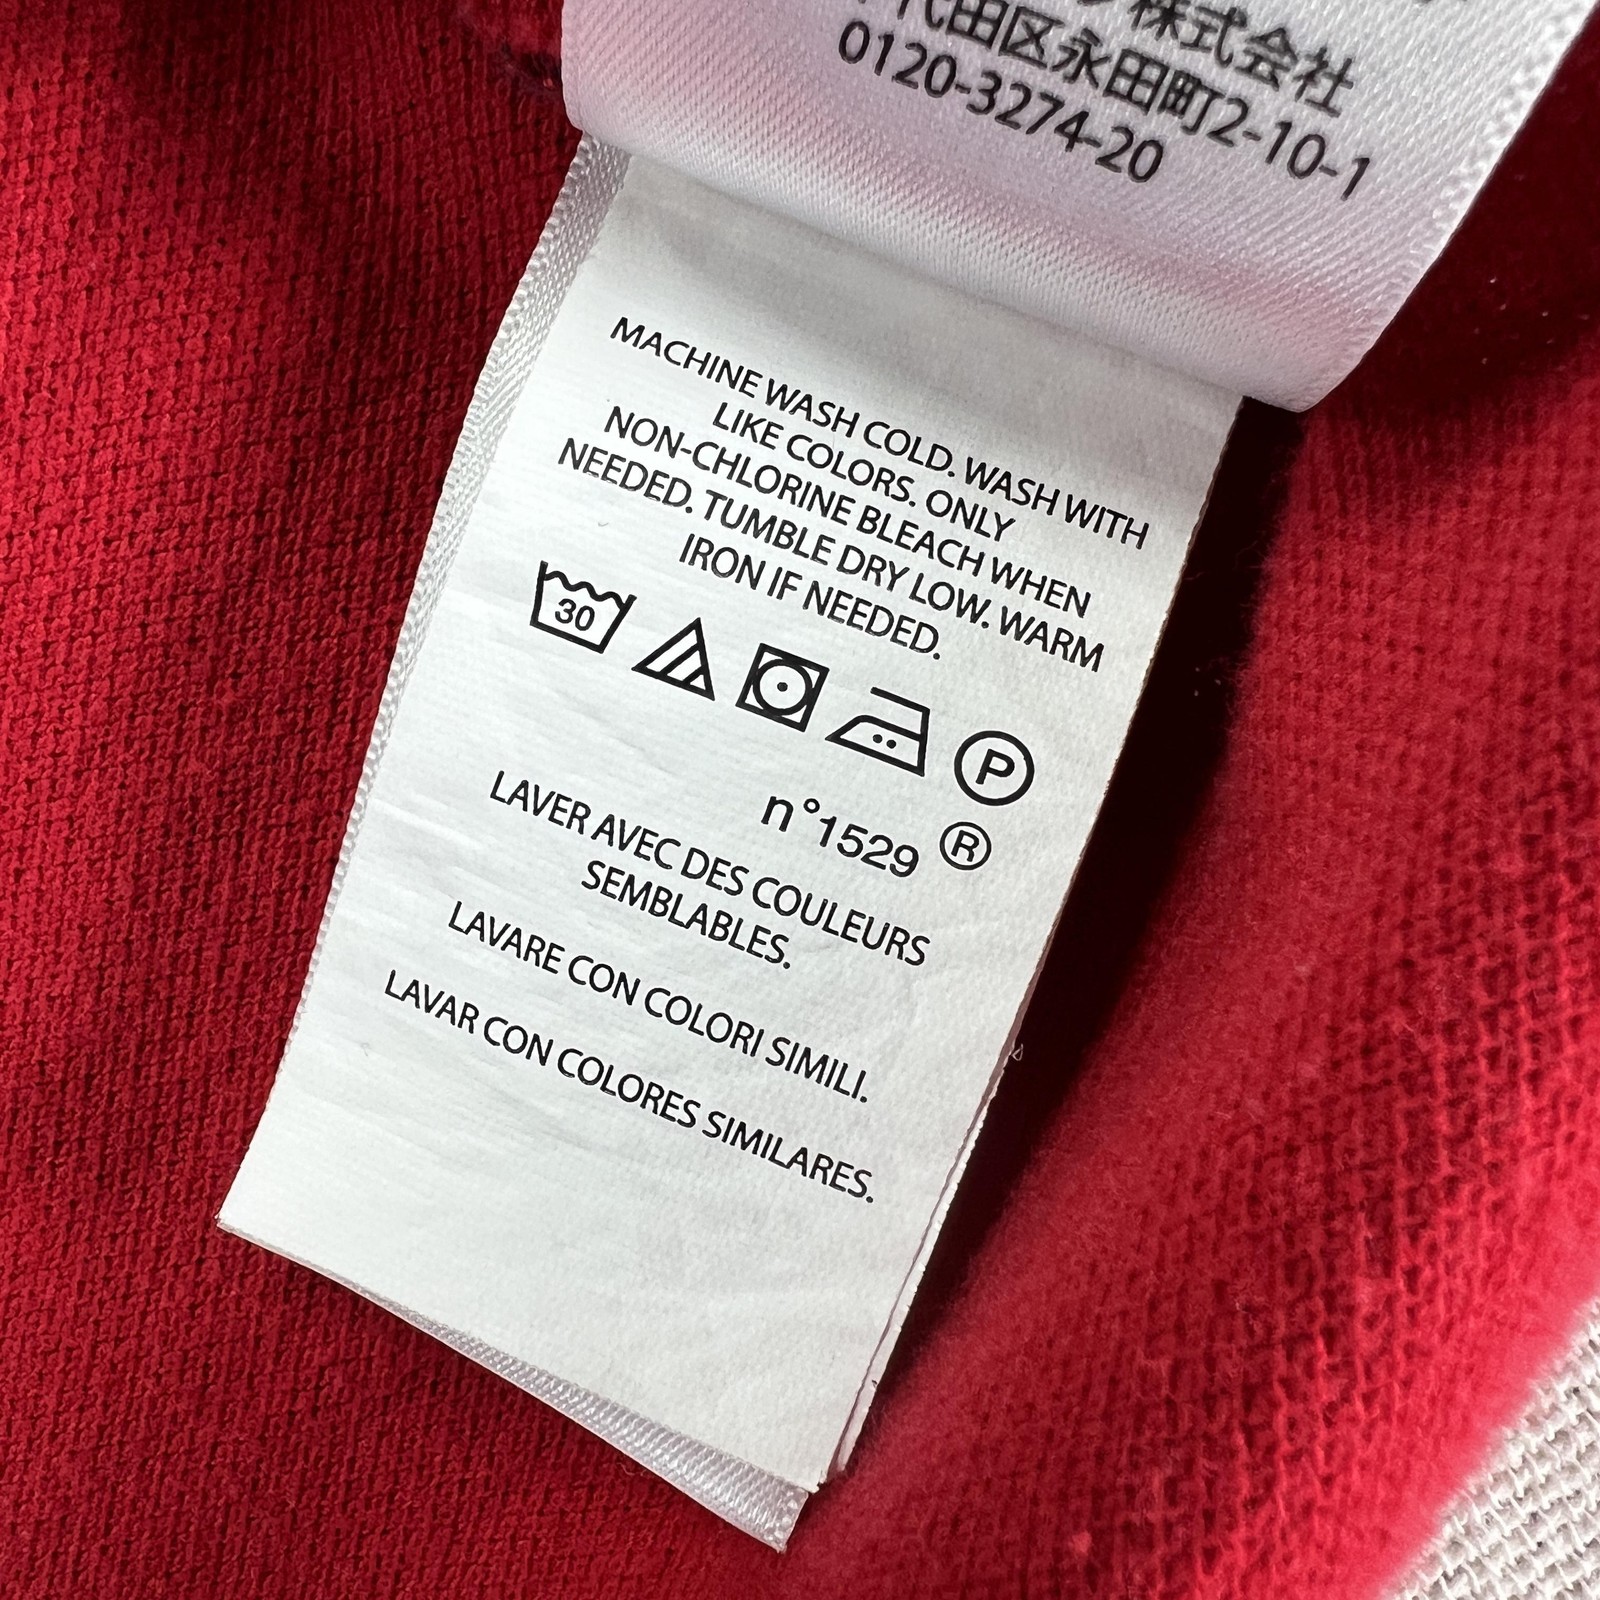 株式会社
代田区永田町2-10-1
0120-3274-20
MACHINE WASH COLD. WASH WITH
LIKE COLORS. ONLY
NON-CHLORINE BLEACH WHEN
NEEDED. TUMBLE DRY LOW. WARM
IRON IF NEEDED.
30
P
n°1529 ®
LAVER AVEC DES COULEURS
SEMBLABLES.
LAVARE CON COLORI SIMILI.
LAVAR CON COLORES SIMILARES.